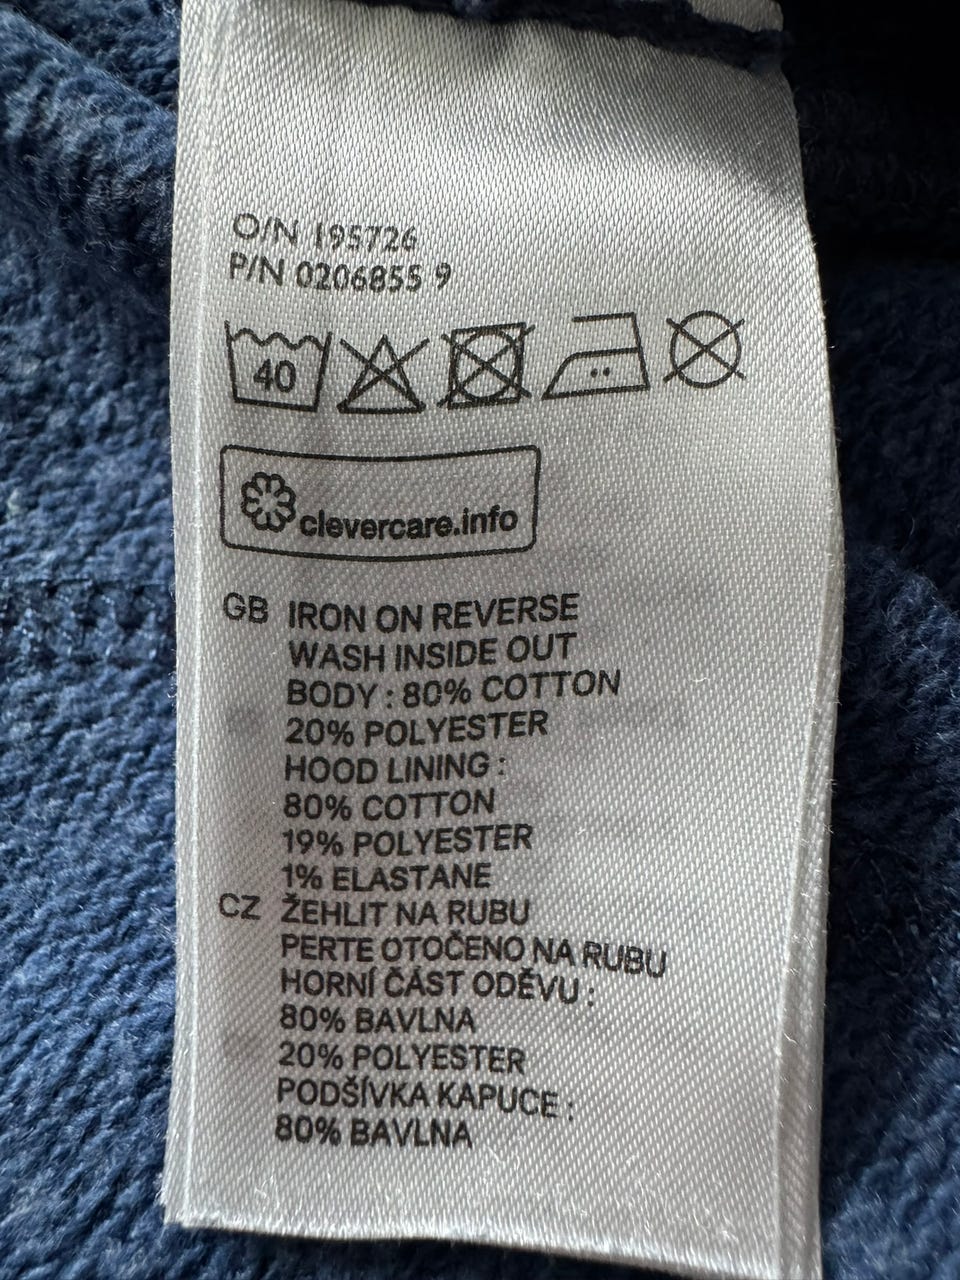 O/N 195726
P/N 0206855 9
40
clevercare.info
GB IRON ON REVERSE
WASH INSIDE OUT
BODY : 80% COTTON
20% POLYESTER
HOOD LINING :
80% COTTON
19% POLYESTER
1% ELASTANE
CZ ŽEHLIT NA RUBU
PERTE OTOČENO NA RUBU
HORNÍ ČÁST ODĚVU :
80% BAVLNA
20% POLYESTER
PODŠÍVKA KAPUCE :
80% BAVLNA